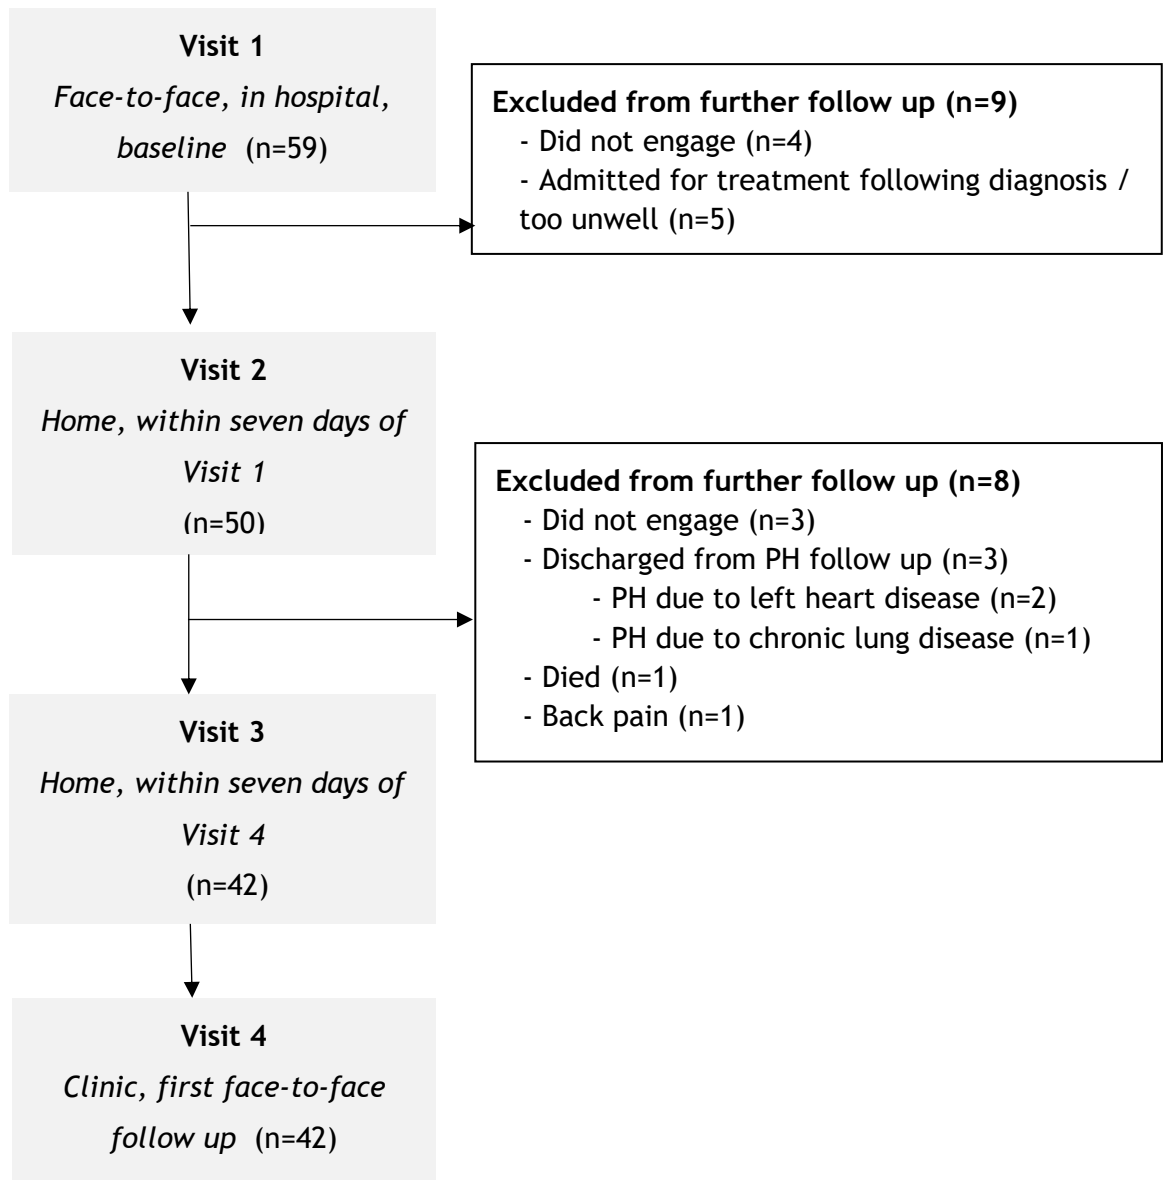 Visit 1
Face-to-face, in hospital,
baseline (n=59)
Excluded from further follow up (n=9)
- Did not engage (n=4)
- Admitted for treatment following diagnosis /
too unwell (n=5)
Visit 2
Home, within seven days of
Visit 1
(n=50)
Excluded from further follow up (n=8)
- Did not engage (n=3)
- Discharged from PH follow up (n=3)
- PH due to left heart disease (n=2)
- PH due to chronic lung disease (n=1)
- Died (n=1)
- Back pain (n=1)
Visit 3
Home, within seven days of
Visit 4
(n=42)
Visit 4
Clinic, first face-to-face
follow up (n=42)